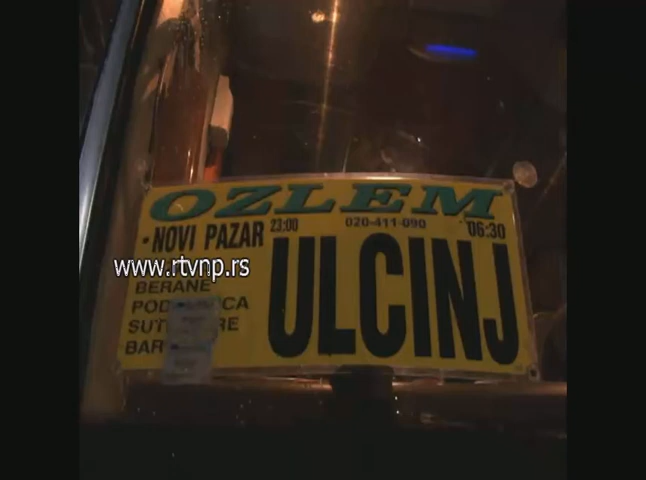 OZLEM
• NOVI PAZAR 23:00 020-411-090 06:30
ULCINJ
www.rtvnp.rs
BERANE
BAR